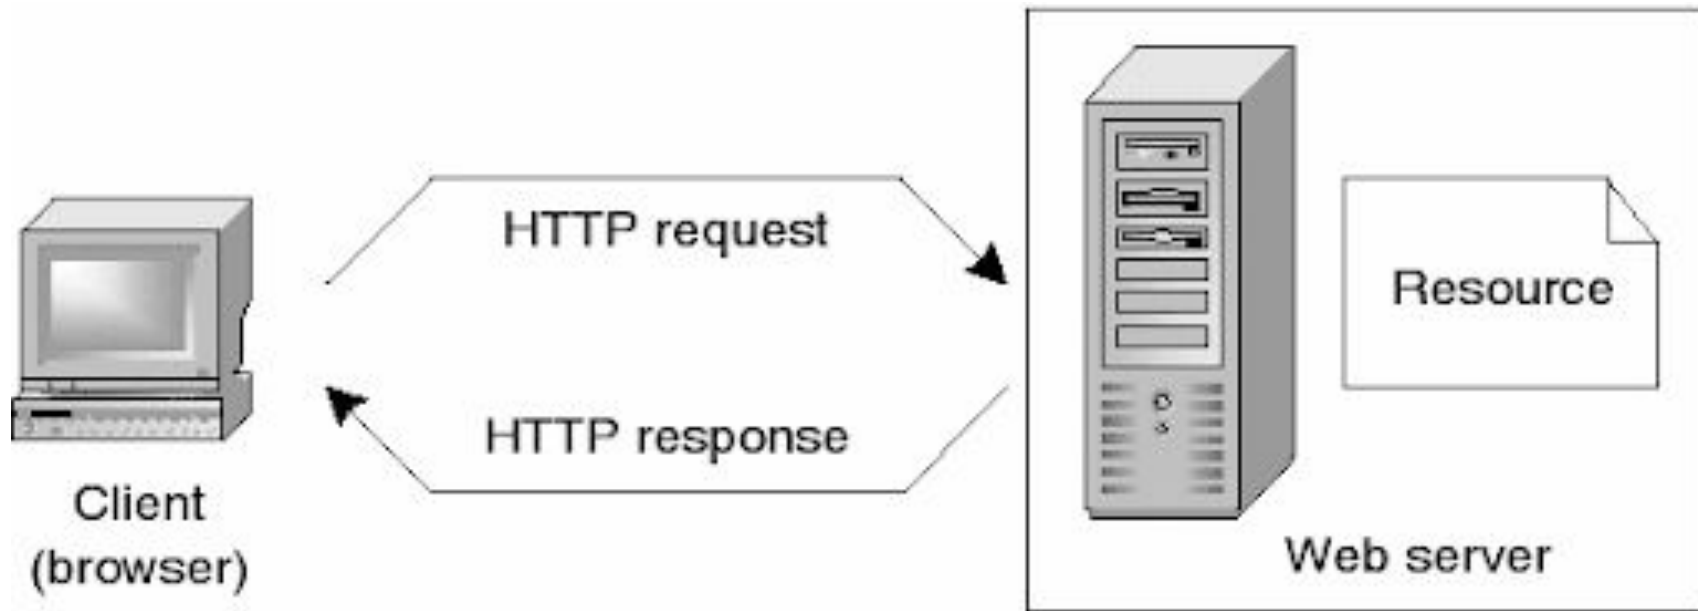 HTTP request
Resource
HTTP response
Client
(browser)
Web server